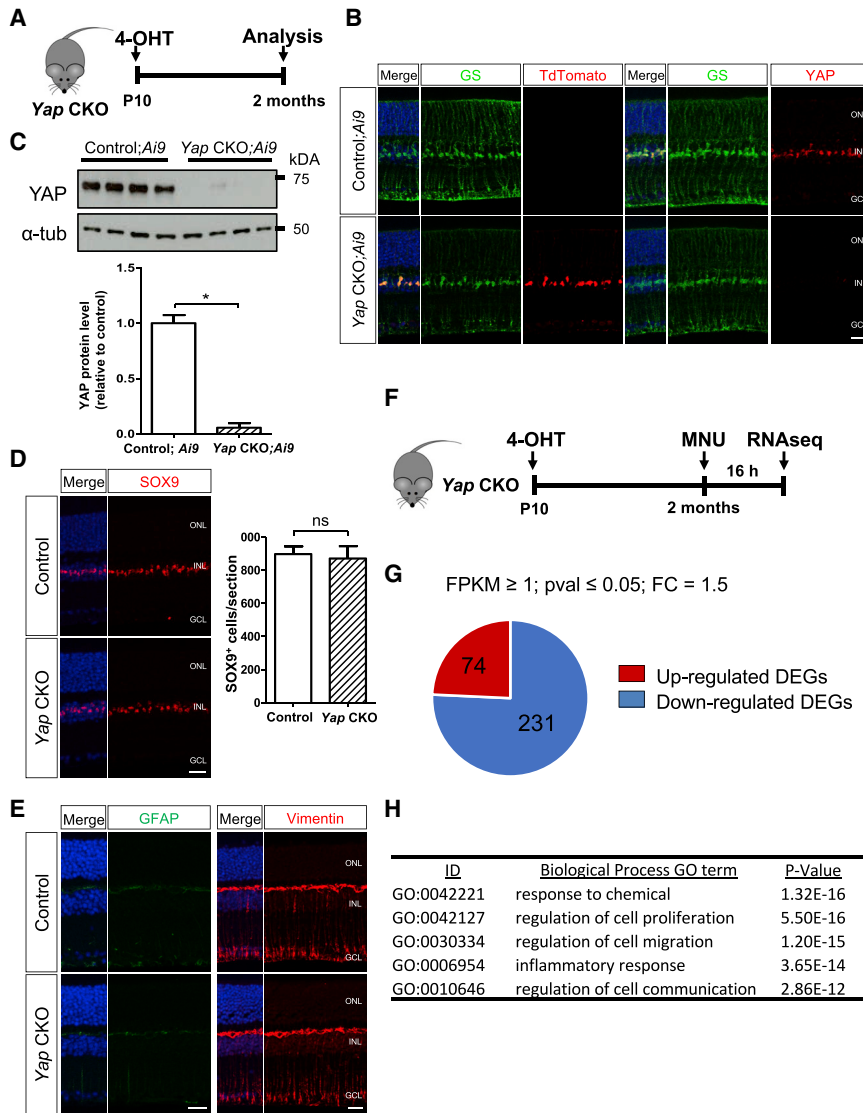 A
4-OHT
Analysis
Yap CKO
P10
2 months
B
Merge
GS
TdTomato
Merge
GS
YAP
Control;Ai9
ON
IN
GC
Yap CKO;Ai9
ON
IN
GC
C
Control;Ai9
Yap CKO;Ai9
kDA
YAP
75
α-tub
50
YAP protein level
(relative to control)
1.5
1.0
0.5
0.0
*
Control; Ai9
Yap CKO;Ai9
D
Merge
SOX9
Control
ONL
INL
GCL
Yap CKO
ONL
INL
GCL
SOX9+ cells/section
000
800
600
400
200
0
ns
Control
Yap CKO
E
Merge
GFAP
Merge
Vimentin
Control
ONL
INL
GCL
Yap CKO
ONL
INL
GCL
F
4-OHT
MNU
RNAseq
16 h
Yap CKO
P10
2 months
G
FPKM ≥ 1; pval ≤ 0.05; FC = 1.5
74
231
Up-regulated DEGs
Down-regulated DEGs
H
ID Biological Process GO term P-Value
GO:0042221 response to chemical 1.32E-16
GO:0042127 regulation of cell proliferation 5.50E-16
GO:0030334 regulation of cell migration 1.20E-15
GO:0006954 inflammatory response 3.65E-14
GO:0010646 regulation of cell communication 2.86E-12